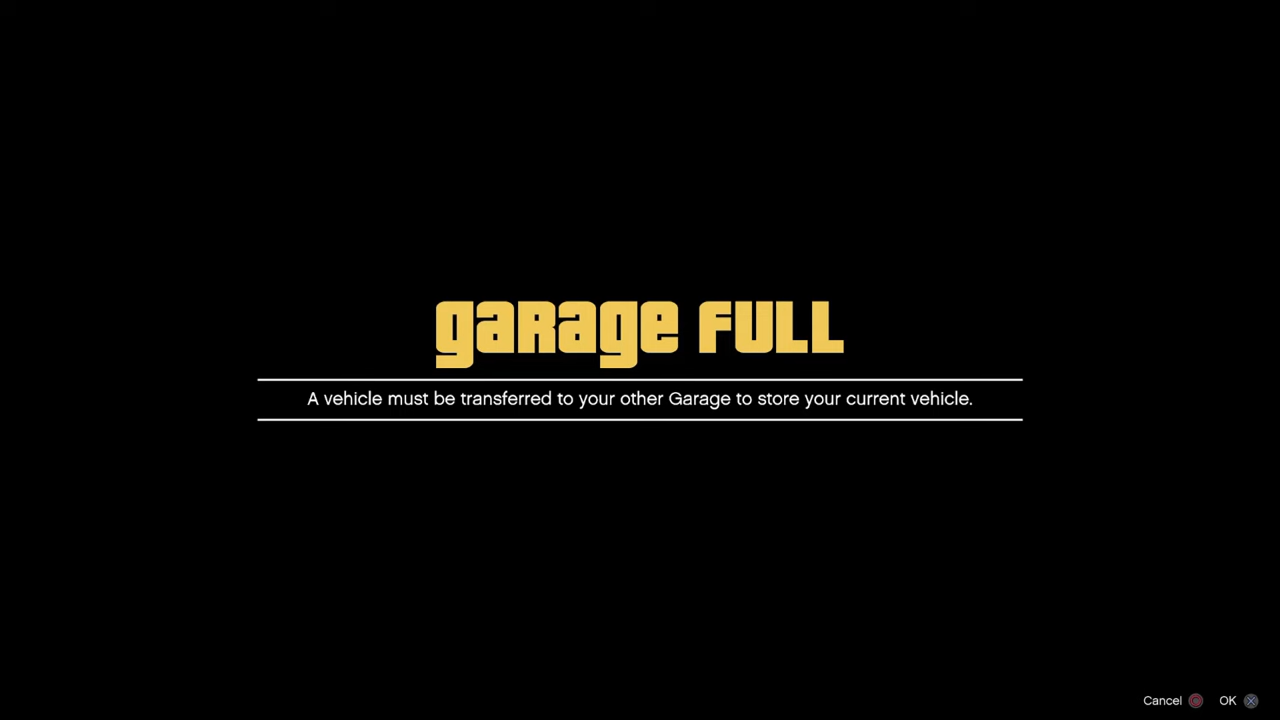 garage FULL
A vehicle must be transferred to your other Garage to store your current vehicle.
Cancel OK